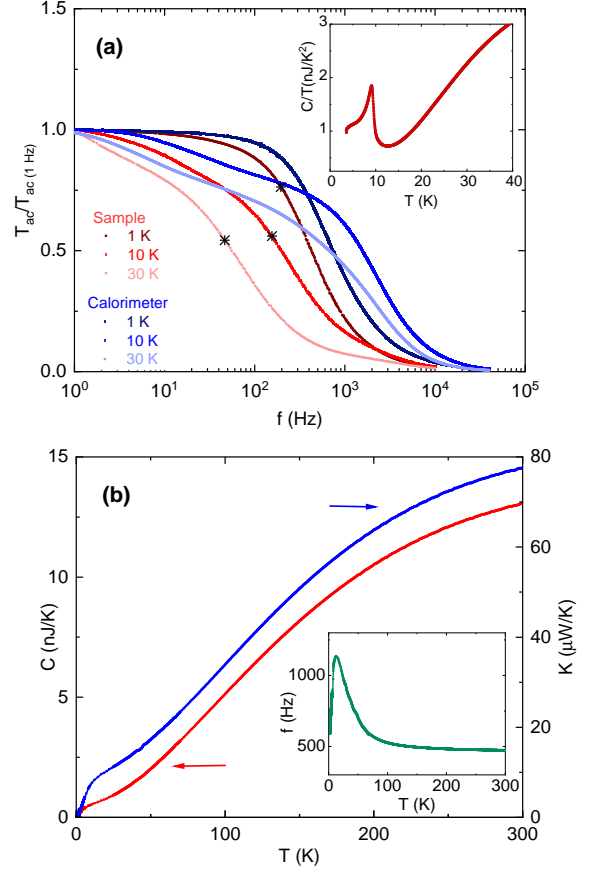 (a)
T_ac/T_ac (1 Hz)
1.5
1.0
0.5
0.0
Sample
1 K
10 K
30 K
Calorimeter
1 K
10 K
30 K
10^0 10^1 10^2 10^3 10^4 10^5
f (Hz)
C/T(nJ/K^2)
3
2
1
0 10 20 30 40
T (K)
(b)
C (nJ/K)
15
10
5
0
0 100 200 300
T (K)
80
60
40
20
0
K (μW/K)
f (Hz)
1000
500
0 100 200 300
T (K)